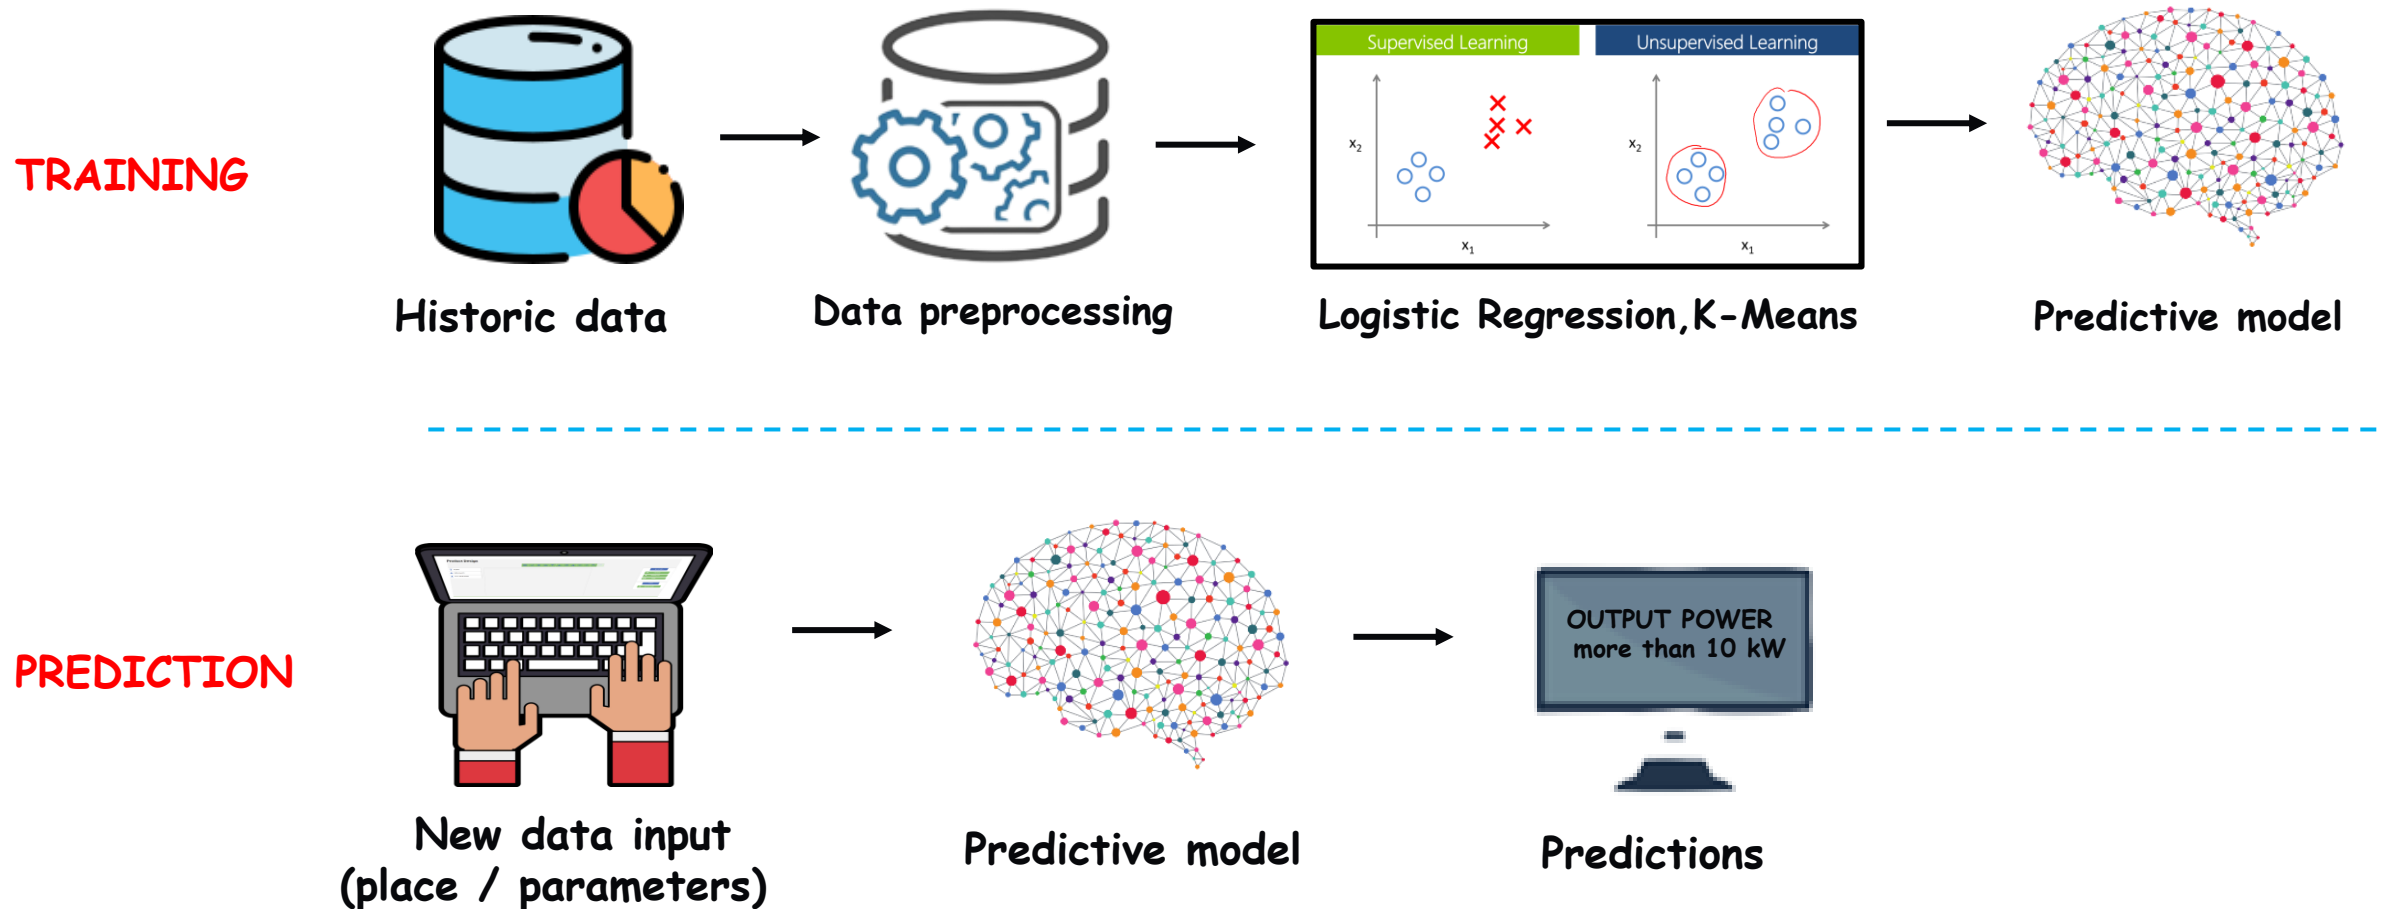 TRAINING
Supervised Learning
Unsupervised Learning
x₂
x₁
x₂
x₁
Historic data
Data preprocessing
Logistic Regression,K-Means
Predictive model
PREDICTION
OUTPUT POWER
more than 10 kW
New data input
(place / parameters)
Predictive model
Predictions